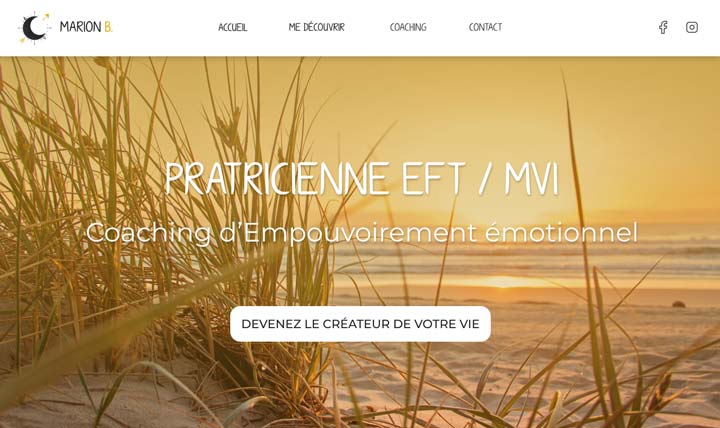 MARION B.
ACCUEIL
ME DÉCOUVRIR
COACHING
CONTACT
PRATRICIENNE EFT / MVI
Coaching d'Empouvoirement émotionnel
DEVENEZ LE CRÉATEUR DE VOTRE VIE